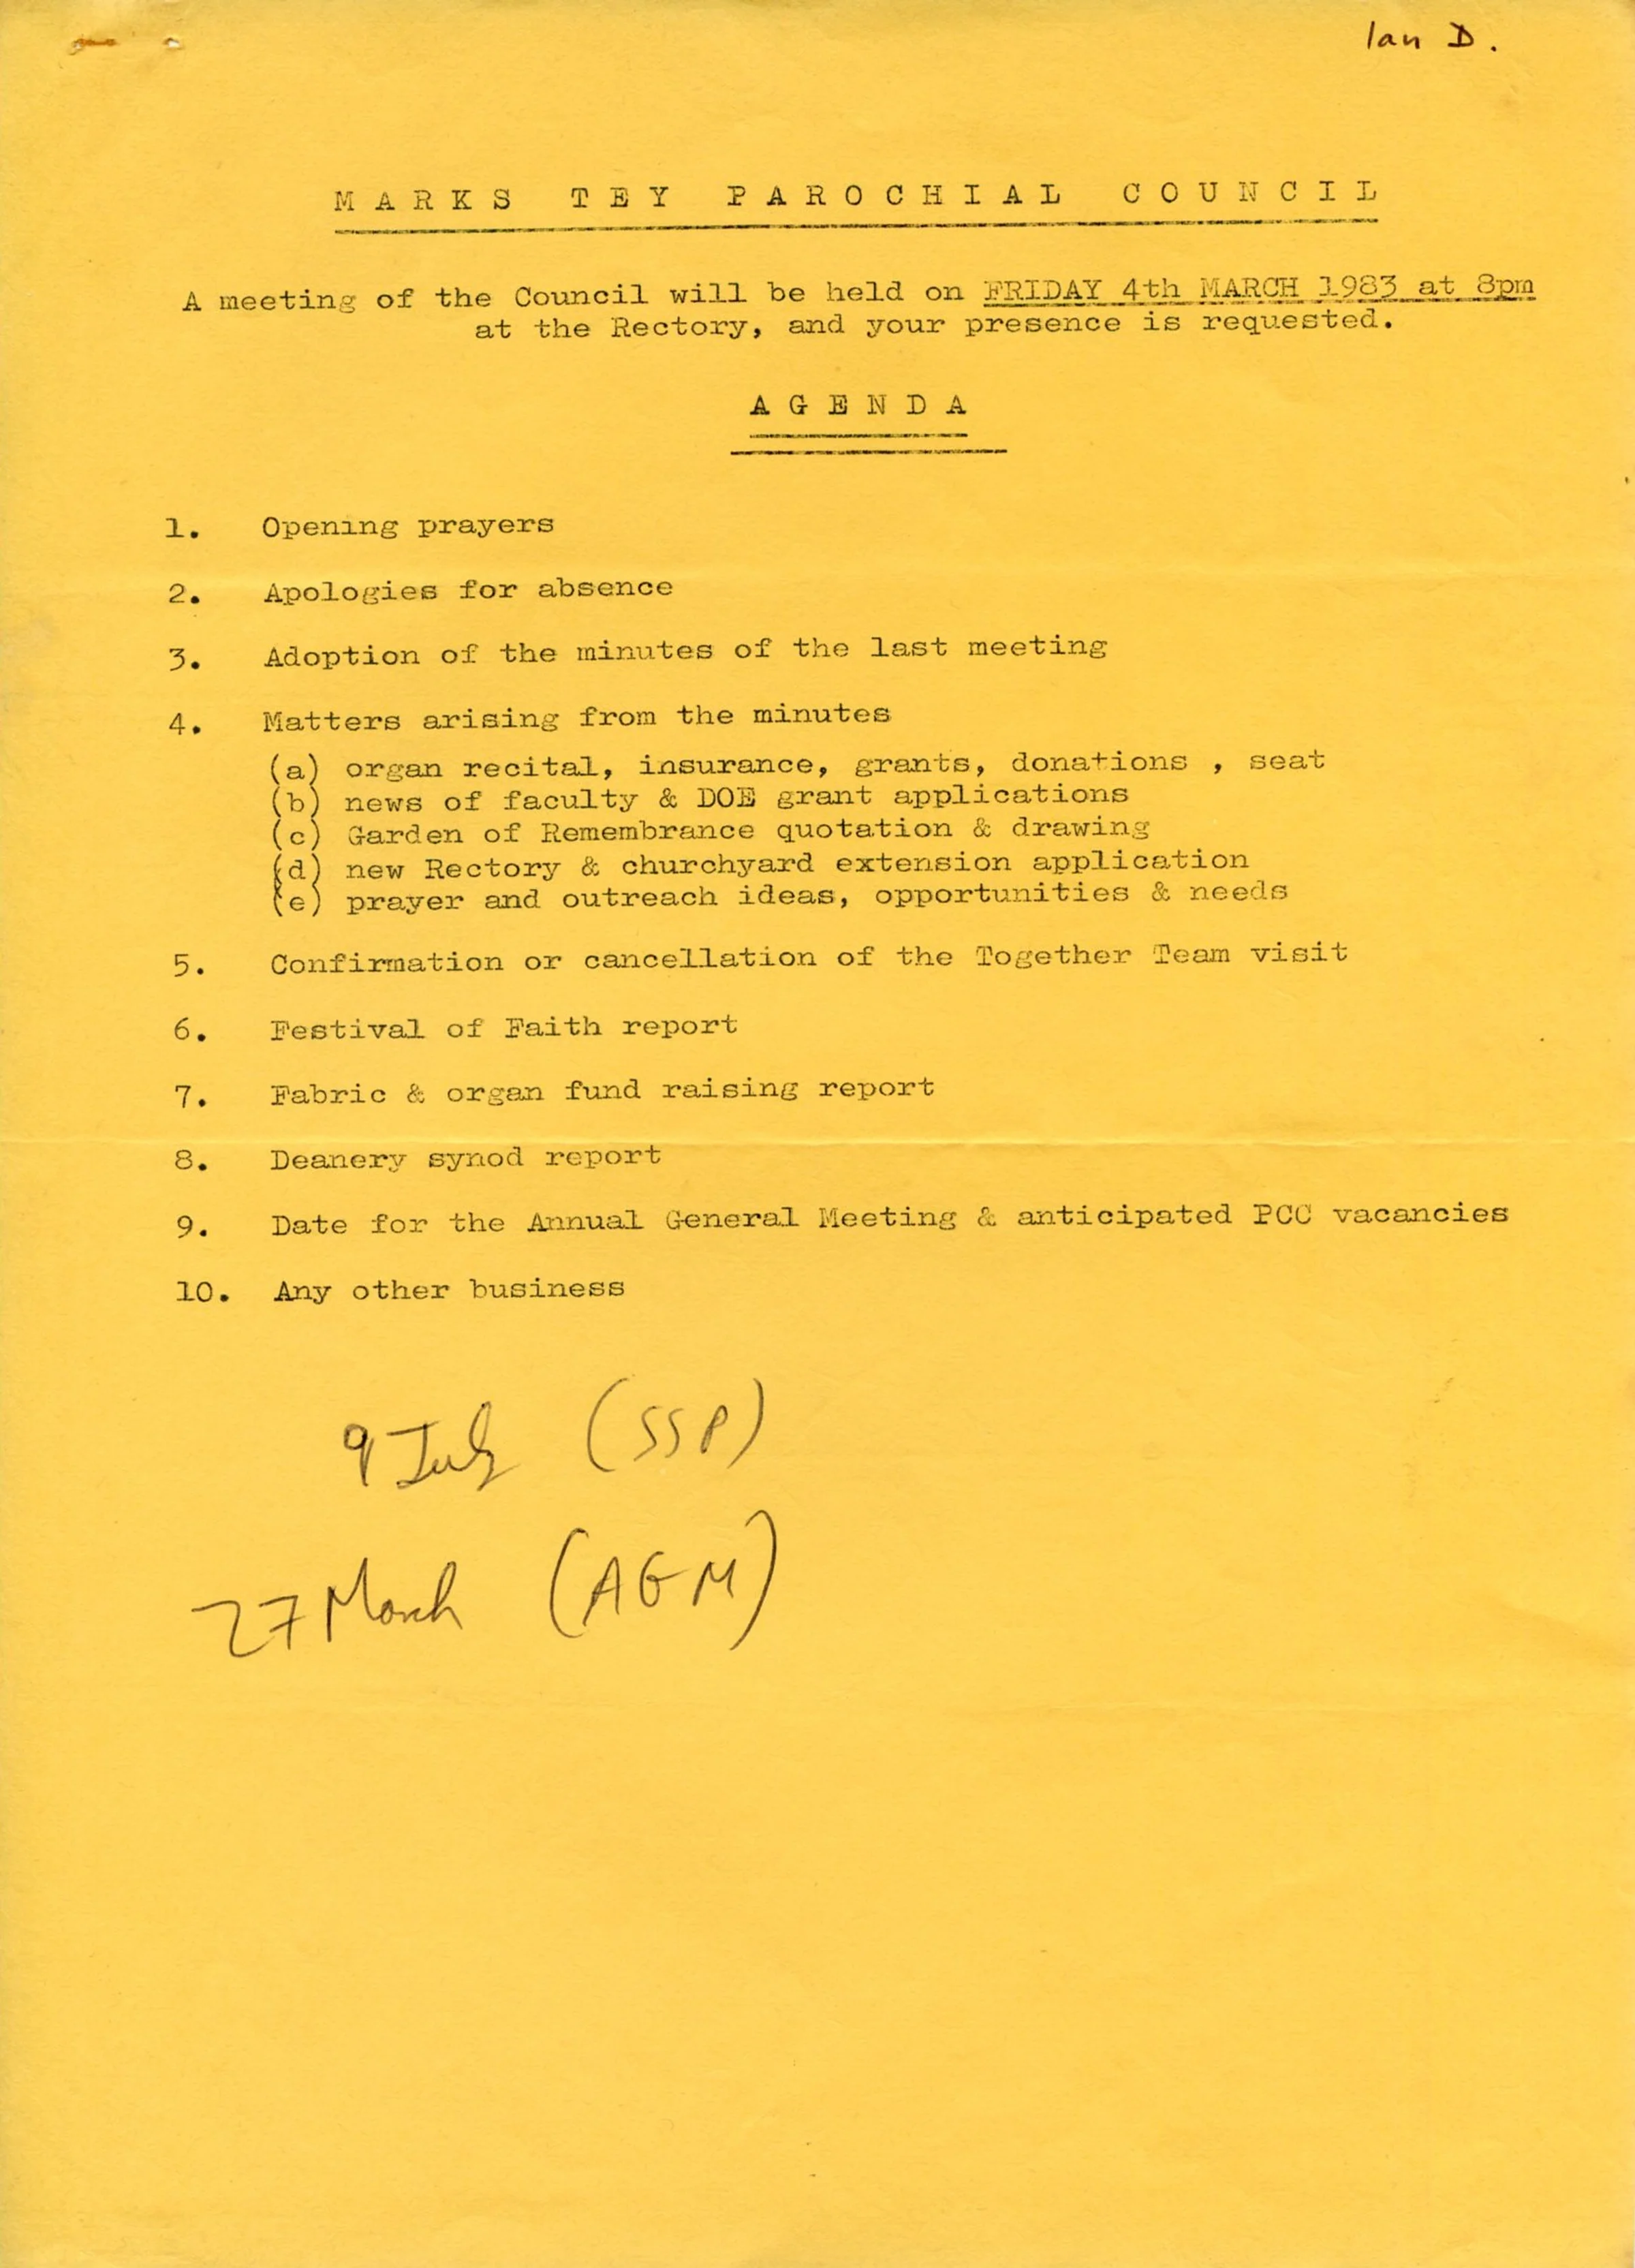 Ian D.
MARKS TEY PAROCHIAL COUNCIL
A meeting of the Council will be held on FRIDAY 4th MARCH 1983 at 8pm
at the Rectory, and your presence is requested.
AGENDA
1. Opening prayers
2. Apologies for absence
3. Adoption of the minutes of the last meeting
4. Matters arising from the minutes
(a) organ recital, insurance, grants, donations , seat
(b) news of faculty & DOE grant applications
(c) Garden of Remembrance quotation & drawing
(d) new Rectory & churchyard extension application
(e) prayer and outreach ideas, opportunities & needs
5. Confirmation or cancellation of the Together Team visit
6. Festival of Faith report
7. Fabric & organ fund raising report
8. Deanery synod report
9. Date for the Annual General Meeting & anticipated PCC vacancies
10. Any other business
9 July (SSP)
27 March (AGM)